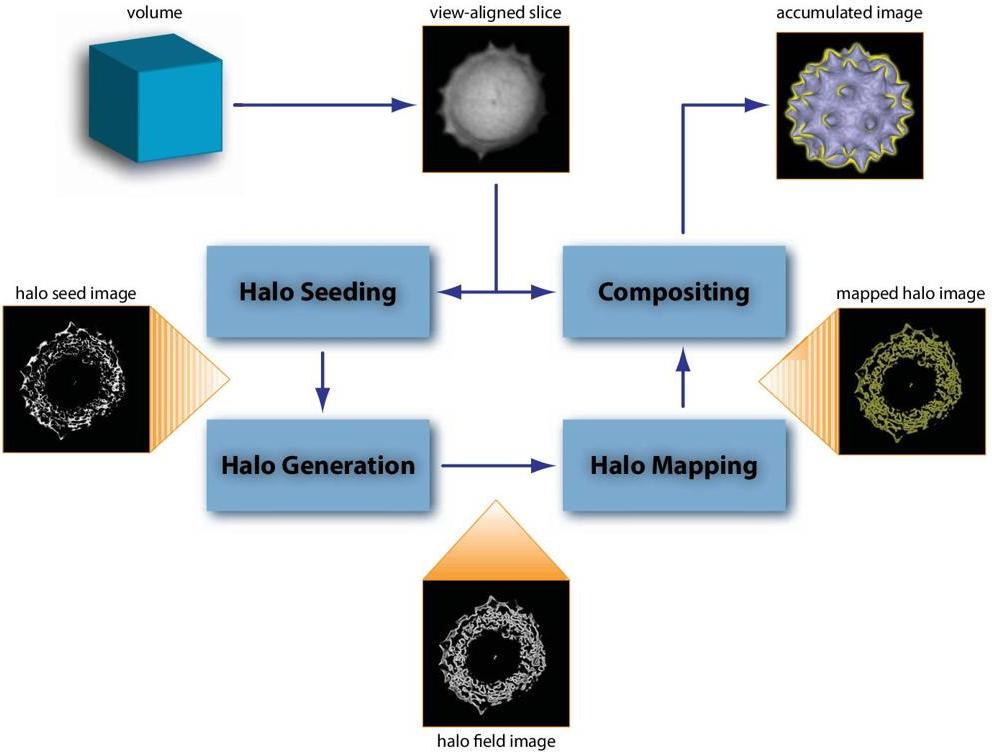 volume
view-aligned slice
accumulated image
Halo Seeding
Compositing
halo seed image
mapped halo image
Halo Generation
Halo Mapping
halo field image